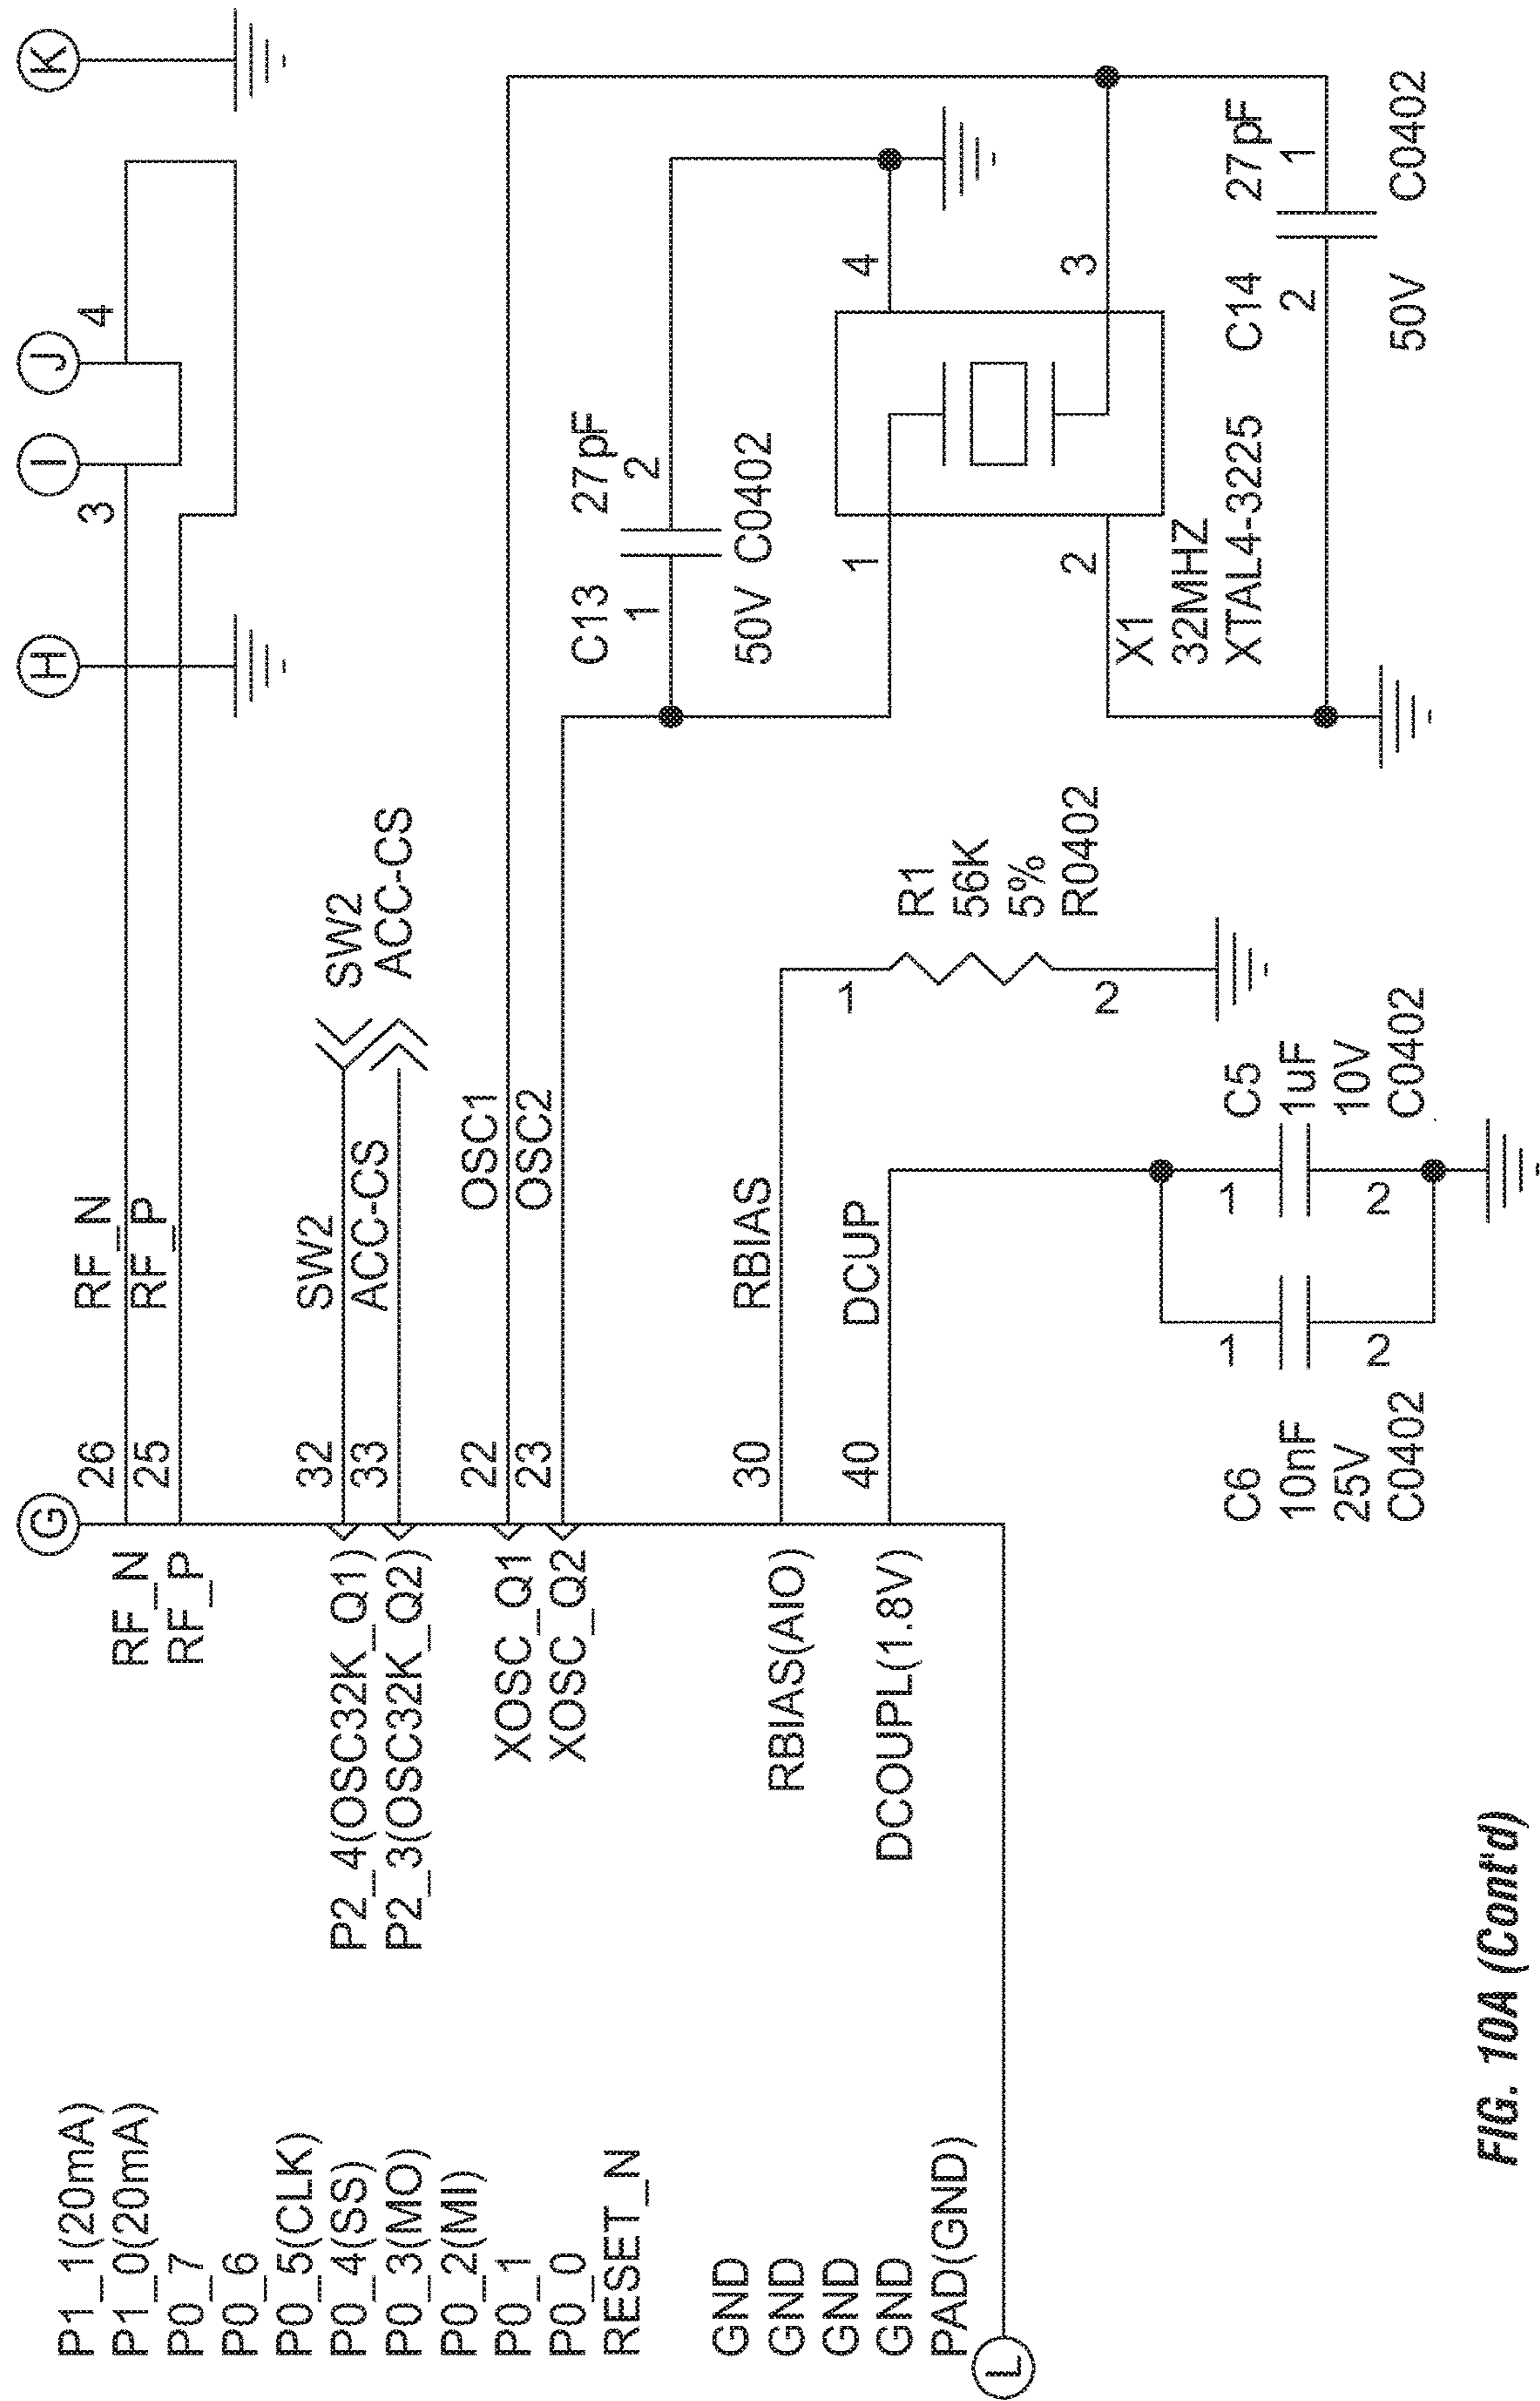 G
H
I
J
K
3
4
P1_1(20mA)
P1_0(20mA)
P0_7
P0_6
P0_5(CLK)
P0_4(SS)
P0_3(MO)
P0_2(MI)
P0_1
P0_0
RESET_N
GND
GND
GND
GND
PAD(GND)
L
RF_N
RF_P
P2_4(OSC32K_Q1)
P2_3(OSC32K_Q2)
XOSC_Q1
XOSC_Q2
RBIAS(AIO)
DCOUPL(1.8V)
26
25
32
33
22
23
30
40
RF_N
RF_P
SW2
ACC-CS
SW2
ACC-CS
OSC1
OSC2
RBIAS
DCUP
C13 27pF
1 2
50V C0402
1
4
2
3
X1
32MHZ
XTAL4-3225
C14 27pF
2 1
50V C0402
1
2
R1
56K
5%
R0402
1
2
C6
10nF
25V
C0402
1
2
C5
1uF
10V
C0402
FIG. 10A (Cont'd)